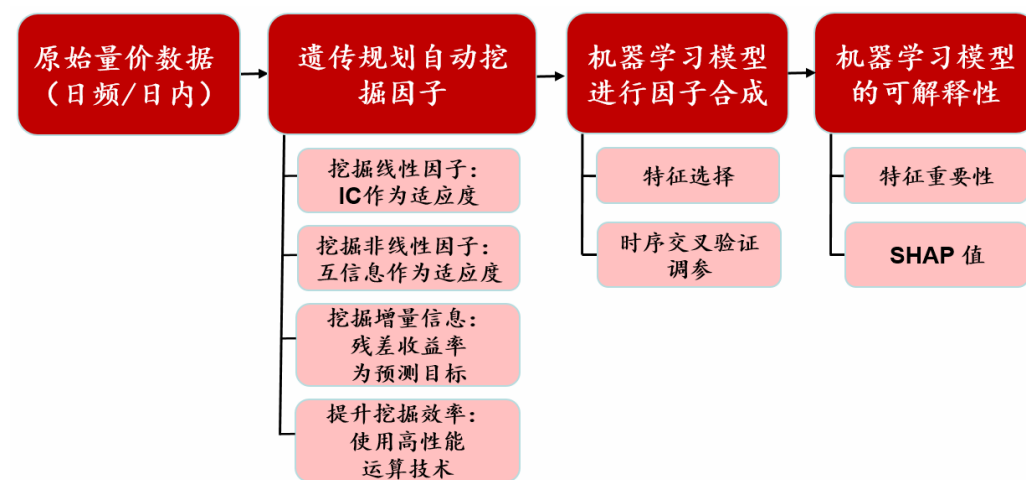 原始量价数据
（日频/日内）
遗传规划自动挖
掘因子
机器学习模型
进行因子合成
机器学习模型
的可解释性
挖掘线性因子：
IC作为适应度
挖掘非线性因子：
互信息作为适应度
挖掘增量信息：
残差收益率
为预测目标
提升挖掘效率：
使用高性能
运算技术
特征选择
时序交叉验证
调参
特征重要性
SHAP 值